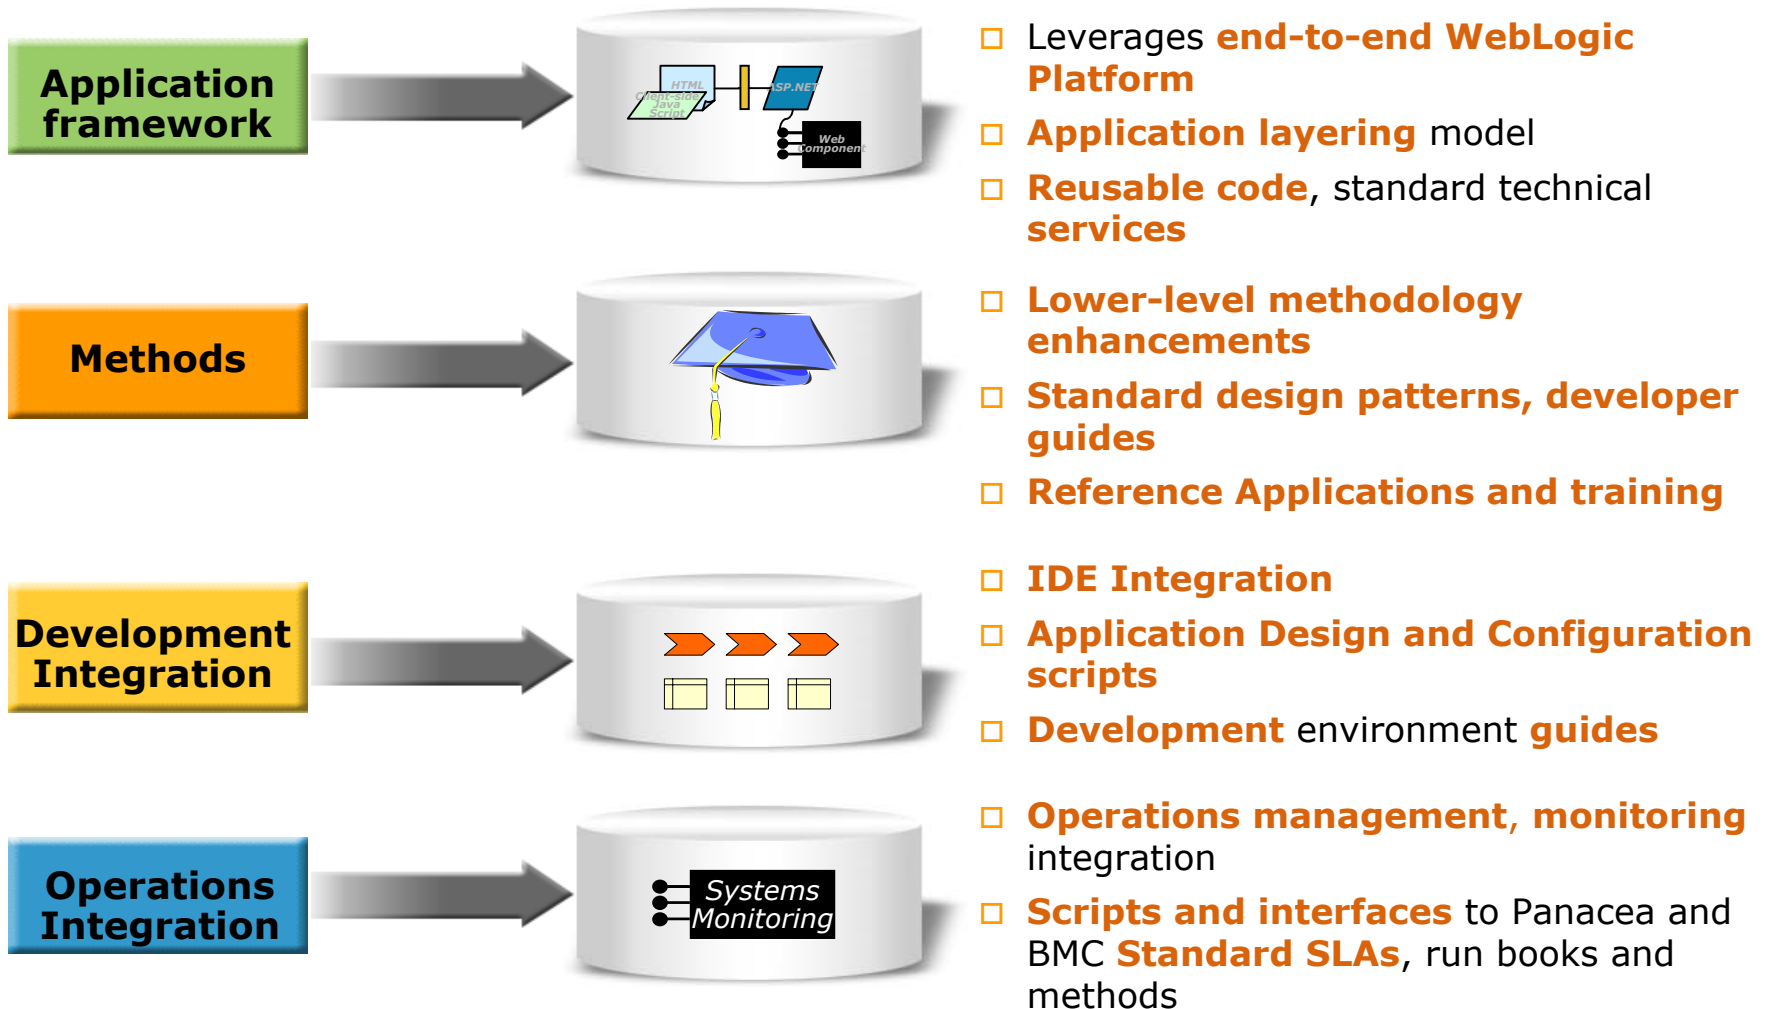 Application
framework
HTML
Client-side
Java
Script
ASP.NET
Web
Component
Leverages end-to-end WebLogic
Platform
Application layering model
Reusable code, standard technical
services
Methods
Lower-level methodology
enhancements
Standard design patterns, developer
guides
Reference Applications and training
Development
Integration
IDE Integration
Application Design and Configuration
scripts
Development environment guides
Operations
Integration
Systems
Monitoring
Operations management, monitoring
integration
Scripts and interfaces to Panacea and
BMC Standard SLAs, run books and
methods